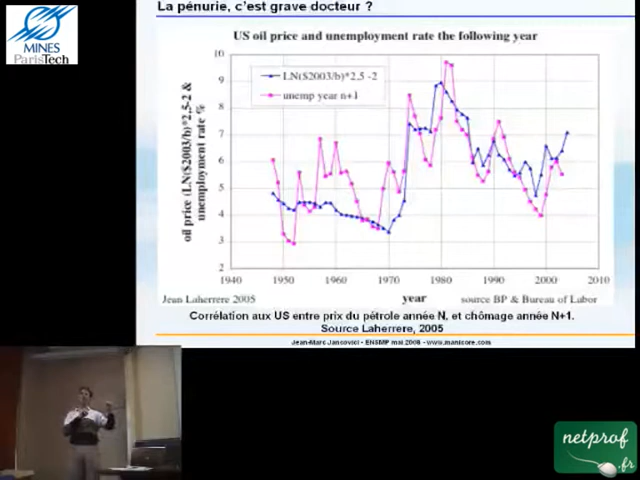 La pénurie, c'est grave docteur ?
MINES
ParisTech
US oil price and unemployment rate the following year
LN($2003/b)*2,5 -2
unemp year n+1
oil price (LN($2003/b)*2,5-2 &
unemployment rate %
10
9
8
7
6
5
4
3
2
1940
1950
1960
1970
1980
1990
2000
2010
Jean Laherrere 2005
year
source BP & Bureau of Labor
Corrélation aux US entre prix du pétrole année N, et chômage année N+1.
Source Laherrere, 2005
Jean-Marc Jancovici - ENSMP mai 2008 - www.manicore.com
netprof
.fr